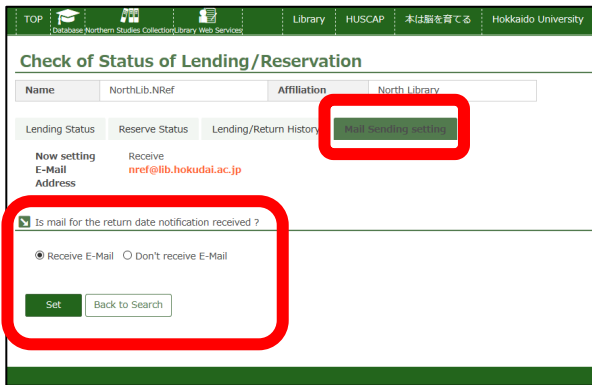 TOP Database Northern Studies Collection Library Web Services Library HUSCAP 本は脳を育てる Hokkaido University
Check of Status of Lending/Reservation
Name NorthLib.NRef Affiliation North Library
Lending Status Reserve Status Lending/Return History Mail Sending setting
Now setting Receive
E-Mail nref@lib.hokudai.ac.jp
Address
Is mail for the return date notification received ?
Receive E-Mail Don't receive E-Mail
Set Back to Search